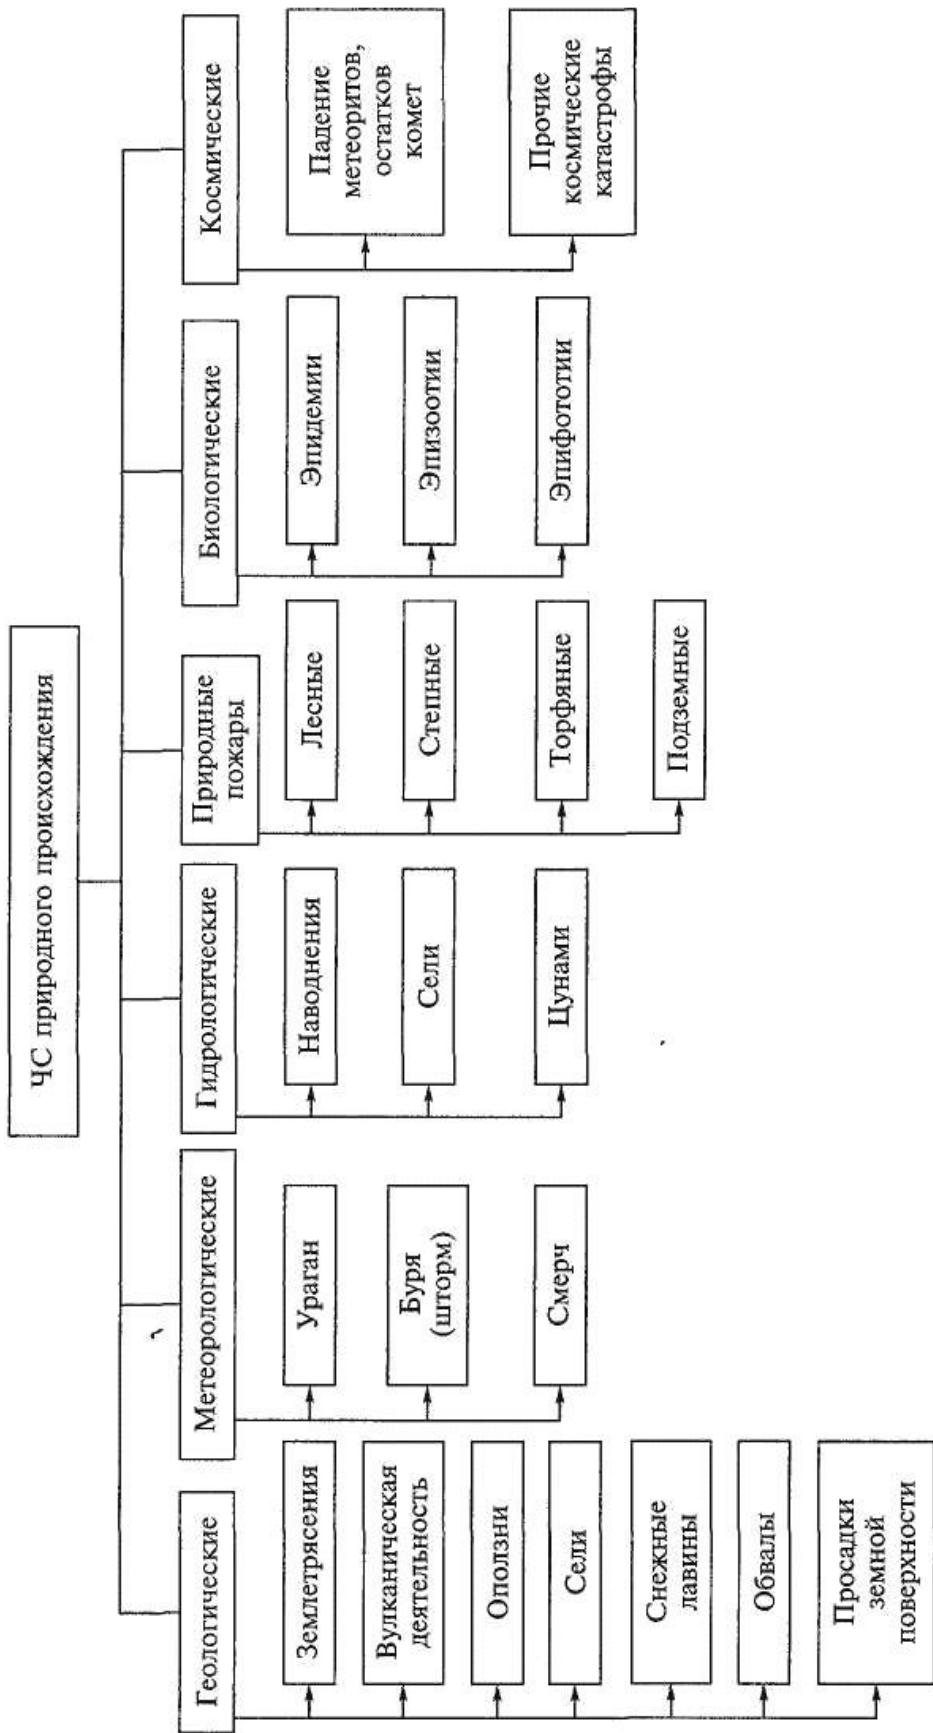 ЧС природного происхождения
Геологические
Землетрясения
Вулканическая
деятельность
Оползни
Сели
Снежные
лавины
Обвалы
Просадки
земной
поверхности
Метеорологические
Ураган
Буря
(шторм)
Смерч
Гидрологические
Наводнения
Сели
Цунами
Природные
пожары
Лесные
Степные
Торфяные
Подземные
Биологические
Эпидемии
Эпизоотии
Эпифототии
Космические
Падение
метеоритов,
остатков
комет
Прочие
космические
катастрофы